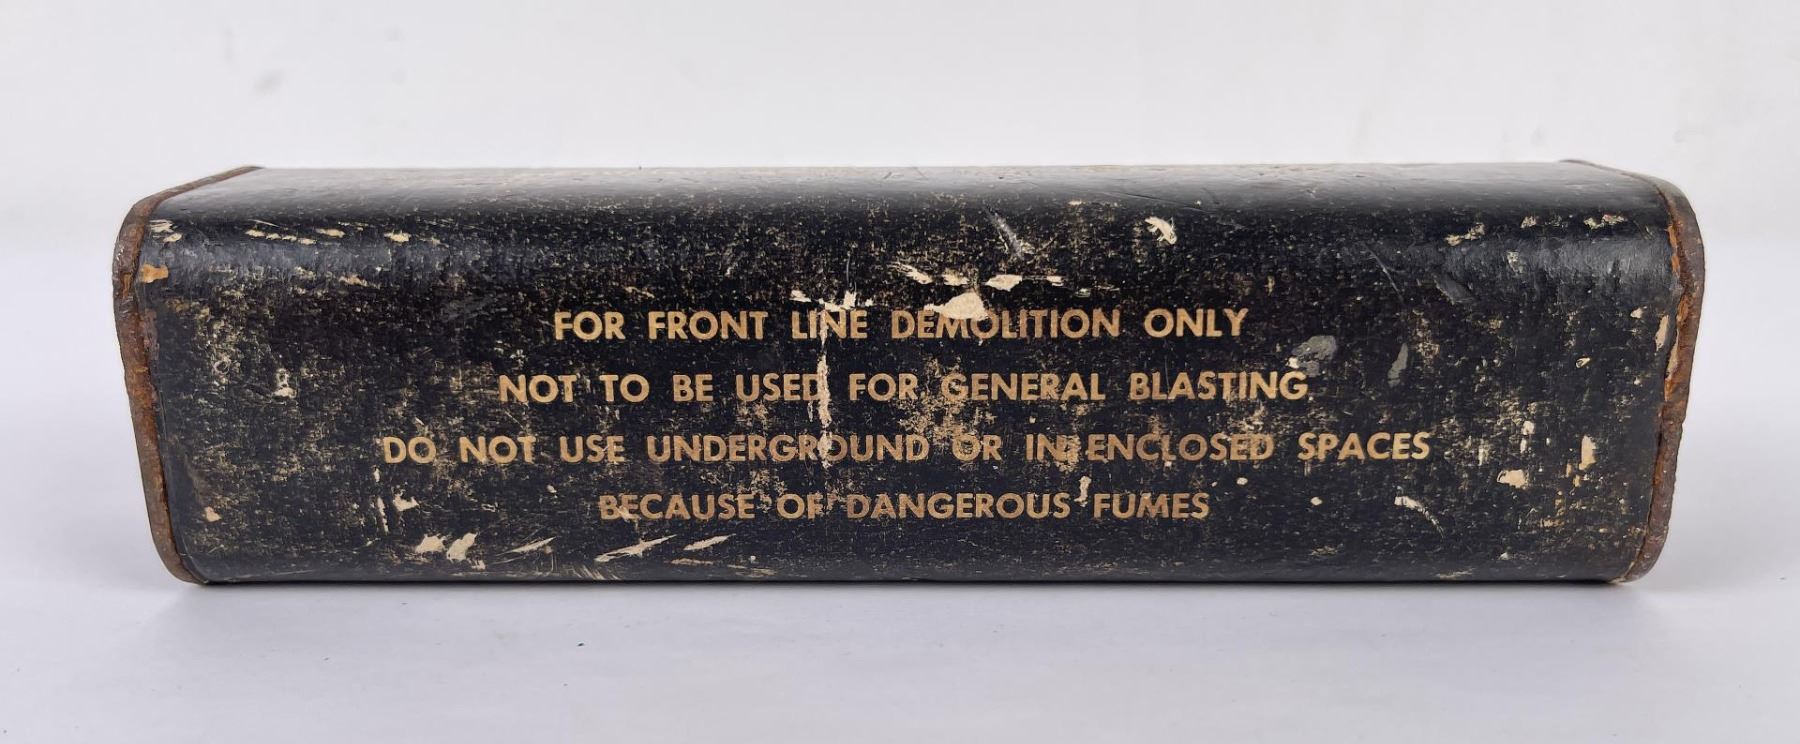 FOR FRONT LINE DEMOLITION ONLY
NOT TO BE USED FOR GENERAL BLASTING
DO NOT USE UNDERGROUND OR IN ENCLOSED SPACES
BECAUSE OF DANGEROUS FUMES